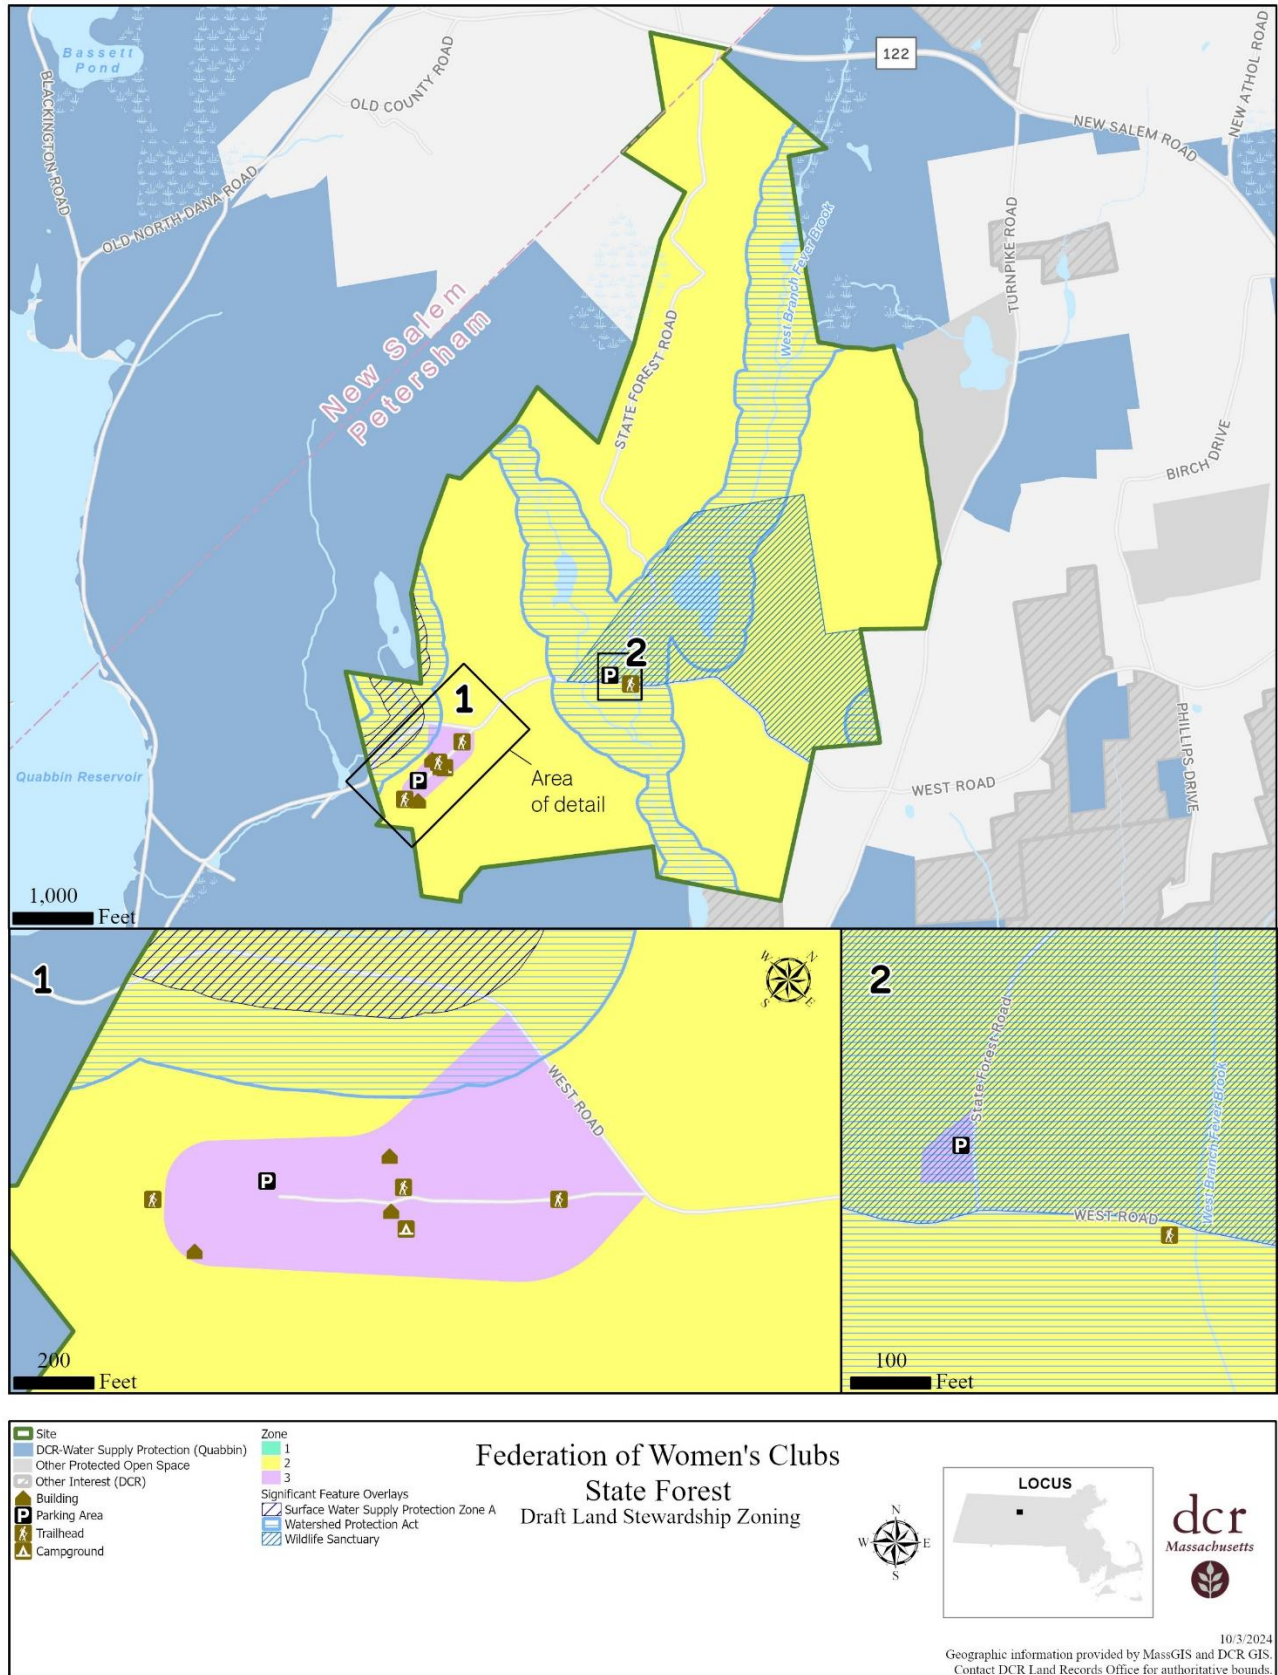 Bassett
Pond
BLACKINGTON ROAD
OLD COUNTY ROAD
OLD NORTH DANA ROAD
122
NEW SALEM ROAD
NEW ATHOL ROAD
TURNPIKE ROAD
West Branch Fever Brook
New Salem
Petersham
STATE FOREST ROAD
BIRCH DRIVE
2
P
1
P
Area
of detail
Quabbin Reservoir
WEST ROAD
PHILLIPS DRIVE
1,000
Feet
1
N
W
E
S
WEST ROAD
P
200
Feet
2
State Forest Road
West Branch Fever Brook
P
WEST ROAD
100
Feet
Site
DCR-Water Supply Protection (Quabbin)
Other Protected Open Space
Other Interest (DCR)
Building
P Parking Area
Trailhead
Campground
Zone
1
2
3
Significant Feature Overlays
Surface Water Supply Protection Zone A
Watershed Protection Act
Wildlife Sanctuary
Federation of Women's Clubs
State Forest
Draft Land Stewardship Zoning
N
W
E
S
LOCUS
dcr
Massachusetts
10/3/2024
Geographic information provided by MassGIS and DCR GIS.
Contact DCR Land Records Office for authoritative bounds.